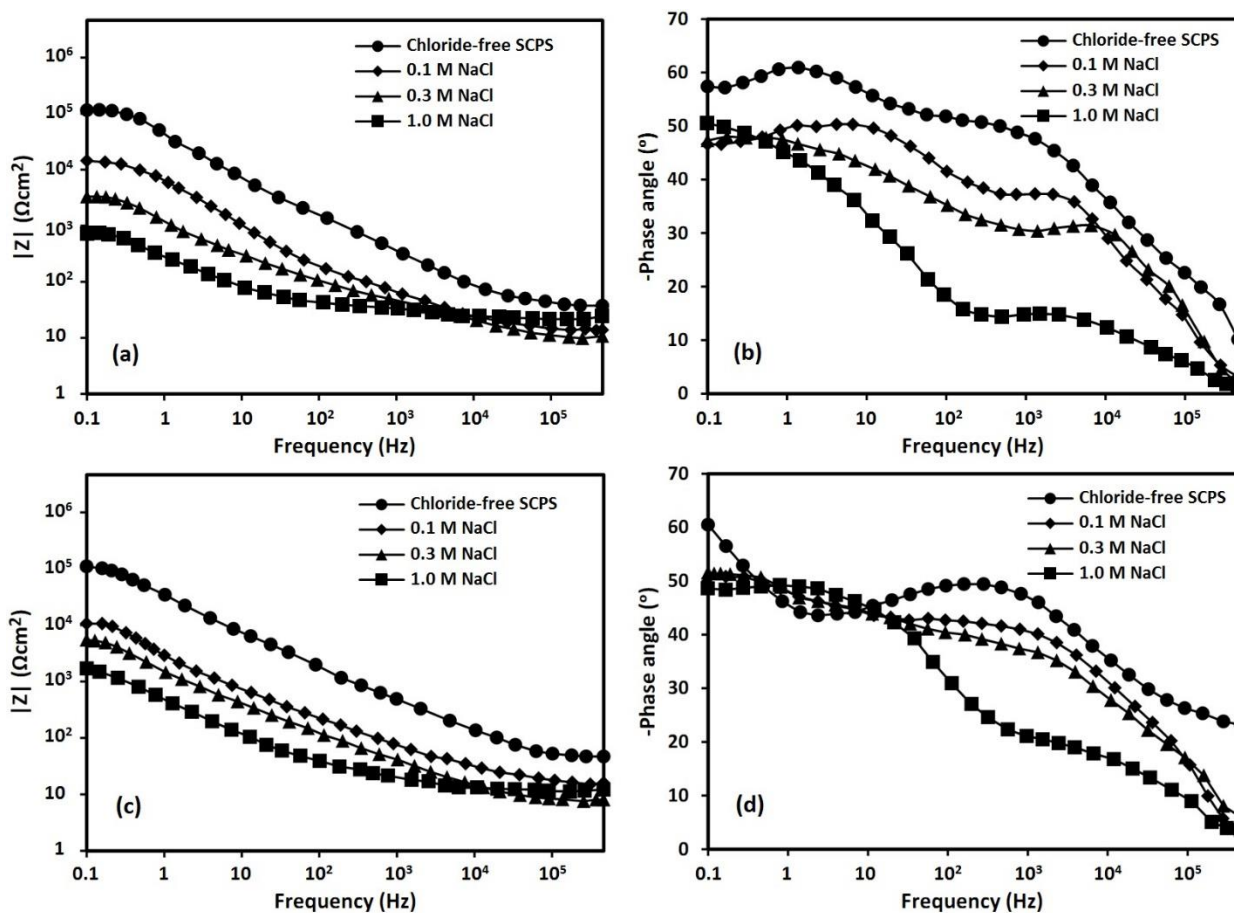 |Z| (Ωcm²)
10⁶
10⁵
10⁴
10³
10²
10
1
Chloride-free SCPS
0.1 M NaCl
0.3 M NaCl
1.0 M NaCl
(a)
0.1 1 10 10² 10³ 10⁴ 10⁵
Frequency (Hz)
-Phase angle (°)
70
60
50
40
30
20
10
0
Chloride-free SCPS
0.1 M NaCl
0.3 M NaCl
1.0 M NaCl
(b)
0.1 1 10 10² 10³ 10⁴ 10⁵
Frequency (Hz)
|Z| (Ωcm²)
10⁶
10⁵
10⁴
10³
10²
10
1
Chloride-free SCPS
0.1 M NaCl
0.3 M NaCl
1.0 M NaCl
(c)
0.1 1 10 10² 10³ 10⁴ 10⁵
Frequency (Hz)
-Phase angle (°)
70
60
50
40
30
20
10
0
Chloride-free SCPS
0.1 M NaCl
0.3 M NaCl
1.0 M NaCl
(d)
0.1 1 10 10² 10³ 10⁴ 10⁵
Frequency (Hz)